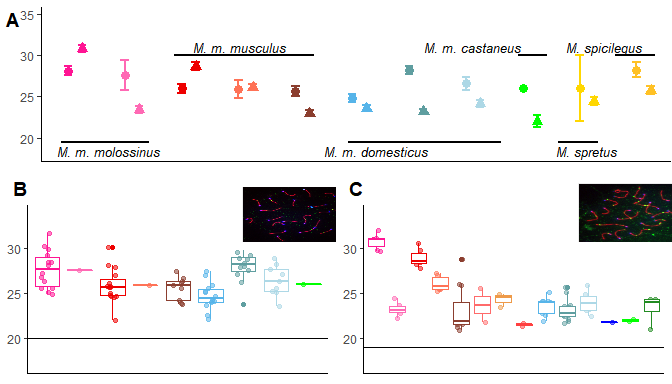 A
35
30
25
20
M. m. musculus
M. m. castaneus
M. spicilegus
M. m. molossinus
M. m. domesticus
M. spretus
B
30
25
20
C
30
25
20